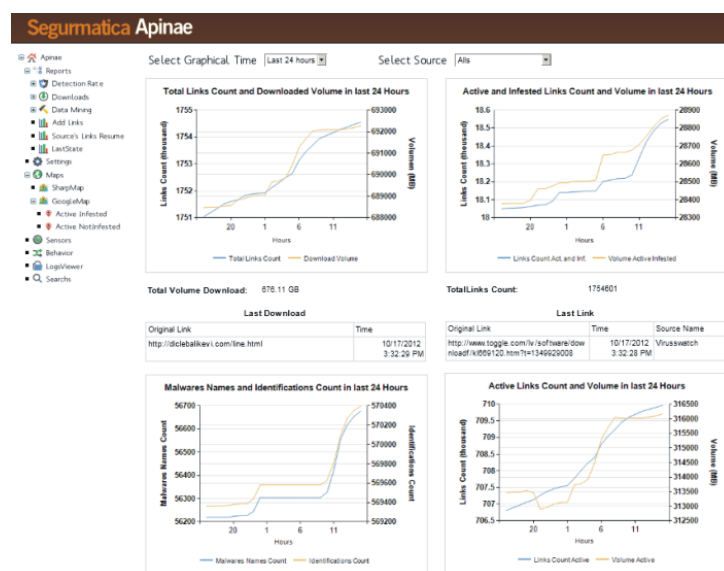 Segurmatica Apinae
Apinae
Reports
Detection Rate
Downloads
Data Mining
Add Links
Source's Links Resume
LastState
Settings
Maps
SharpMap
GoogleMap
Active Infested
Active NotInfested
Sensors
Behavior
LogsViewer
Searchs
Select Graphical Time Last 24 hours Select Source Alls
Total Links Count and Downloaded Volume in last 24 Hours
Links Count (thousand)
1755
1754
1753
1752
1751
693000
692000
691000
690000
689000
688000
Volumes (MB)
20 1 6 11
Hours
Total Links Count Download Volume
Active and Infested Links Count and Volume in last 24 Hours
Links Count (thousand)
18.6
18.5
18.4
18.3
18.2
18.1
18
28900
28800
28700
28600
28500
28400
28300
Volume (MB)
20 1 6 11
Hours
Links Count Act. and Inf. Volume Active Infested
Total Volume Download: 676.11 GB
TotalLinks Count: 1754601
Last Download
Original Link Time
http://diclebalikevi.com/line.html 10/17/2012
3:32:29 PM
Last Link
Original Link Time Source Name
http://www.toggle.com/lv/software/dow 10/17/2012 Virusswatch
nloadf/kl669120.htm?t=1349929008 3:32:28 PM
Malwares Names and Identifications Count in last 24 Hours
Malwares Names Count
56700
56600
56500
56400
56300
56200
570400
570200
570000
569800
569600
569400
569200
Identifications Count
20 1 6 11
Hours
Malwares Names Count Identifications Count
Active Links Count and Volume in last 24 Hours
Links Count (thousand)
710
709.5
709
708.5
708
707.5
707
706.5
316500
316000
315500
315000
314500
314000
313500
313000
312500
Volume (MB)
20 1 6 11
Hours
Links Count Active Volume Active